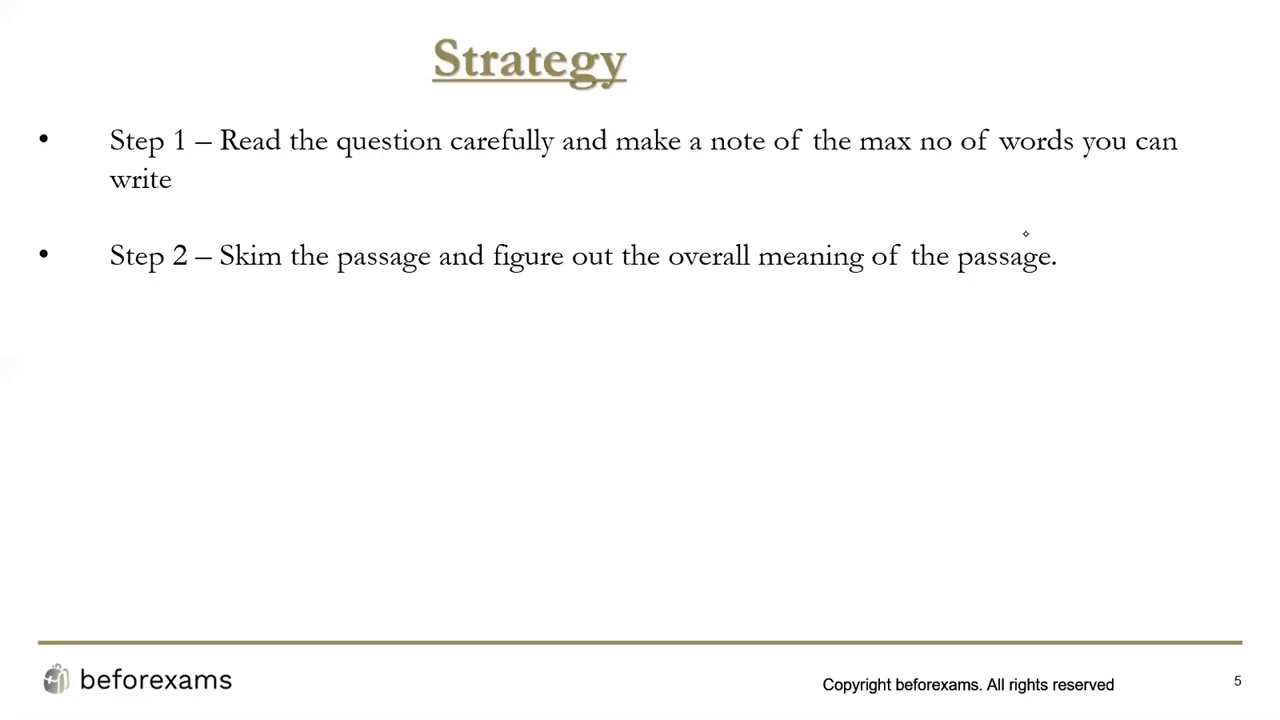 Strategy
• Step 1 – Read the question carefully and make a note of the max no of words you can
write
• Step 2 – Skim the passage and figure out the overall meaning of the passage.
beforexams
Copyright beforexams. All rights reserved
5